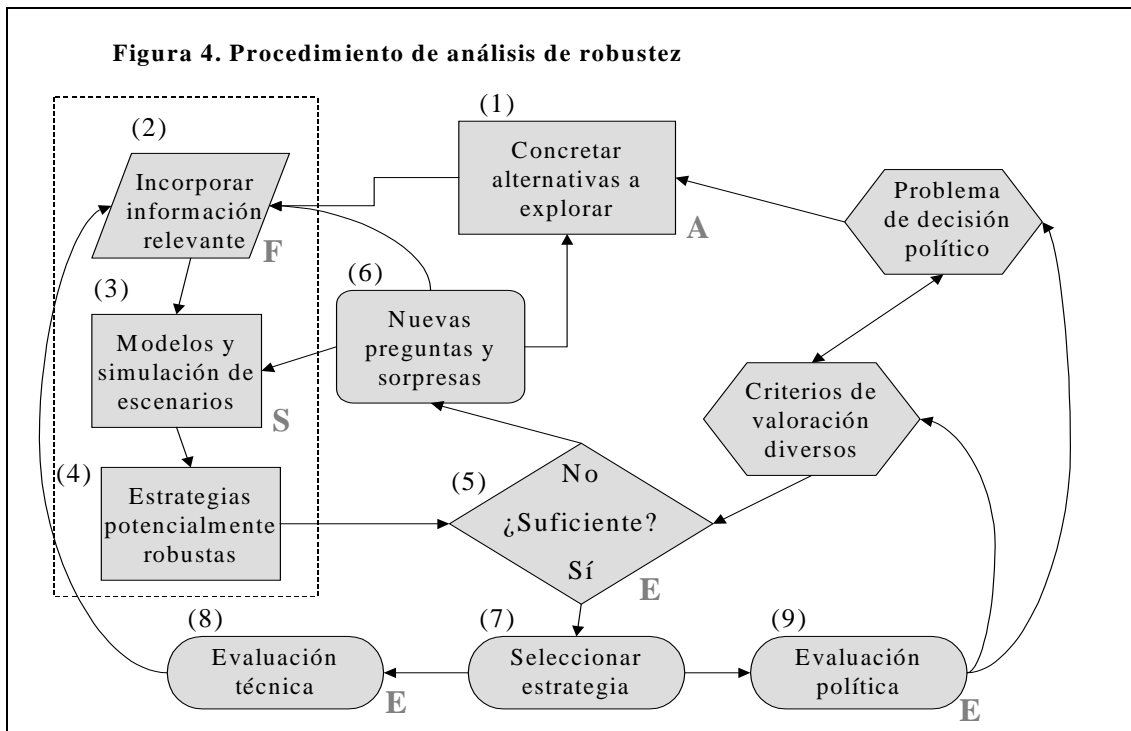 Figura 4. Procedimiento de análisis de robustez
(1)
Concretar
alternativas a
explorar
A
(2)
Incorporar
información
relevante
F
Problema
de decisión
político
(3)
Modelos y
simulación de
escenarios
S
(6)
Nuevas
preguntas y
sorpresas
Criterios de
valoración
diversos
(4)
Estrategias
potencialmente
robustas
(5)
No
¿Suficiente?
Sí
E
(8)
Evaluación
técnica
E
(7)
Seleccionar
estrategia
(9)
Evaluación
política
E